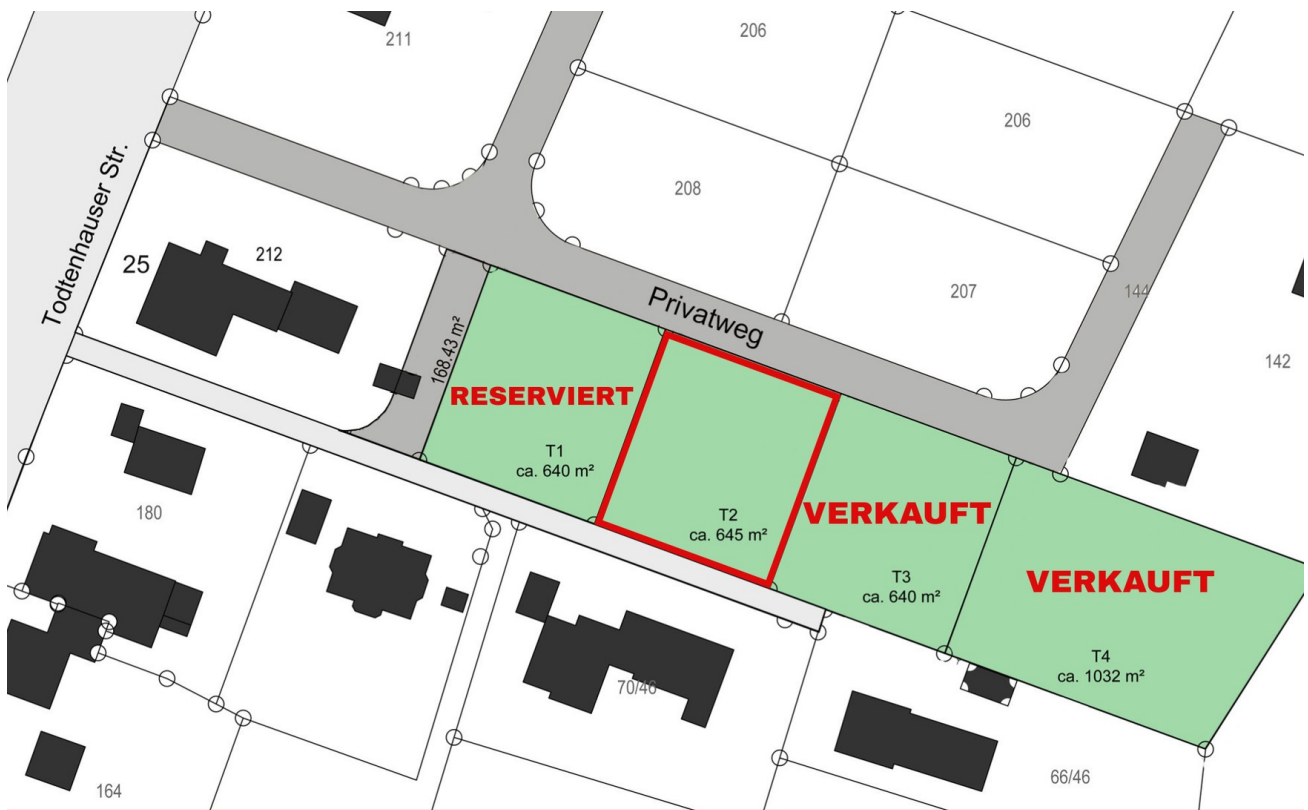 211
206
206
208
Todtenhauser Str.
25
212
207
144
Privatweg
142
168.43 m²
RESERVIERT
T1
ca. 640 m²
T2
ca. 645 m²
VERKAUFT
T3
ca. 640 m²
VERKAUFT
T4
ca. 1032 m²
180
70/46
66/46
164